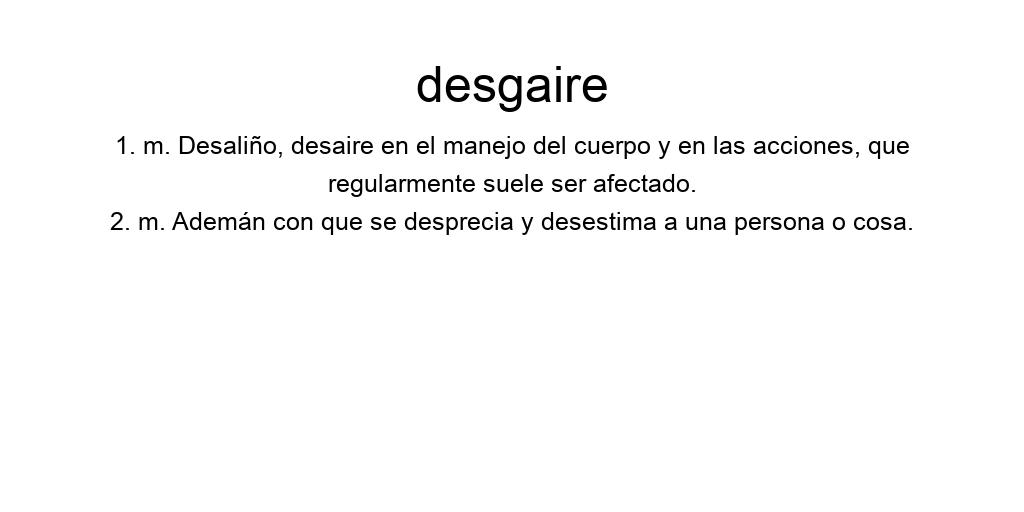 desgaire
1. m. Desaliño, desaire en el manejo del cuerpo y en las acciones, que
regularmente suele ser afectado.
2. m. Ademán con que se desprecia y desestima a una persona o cosa.